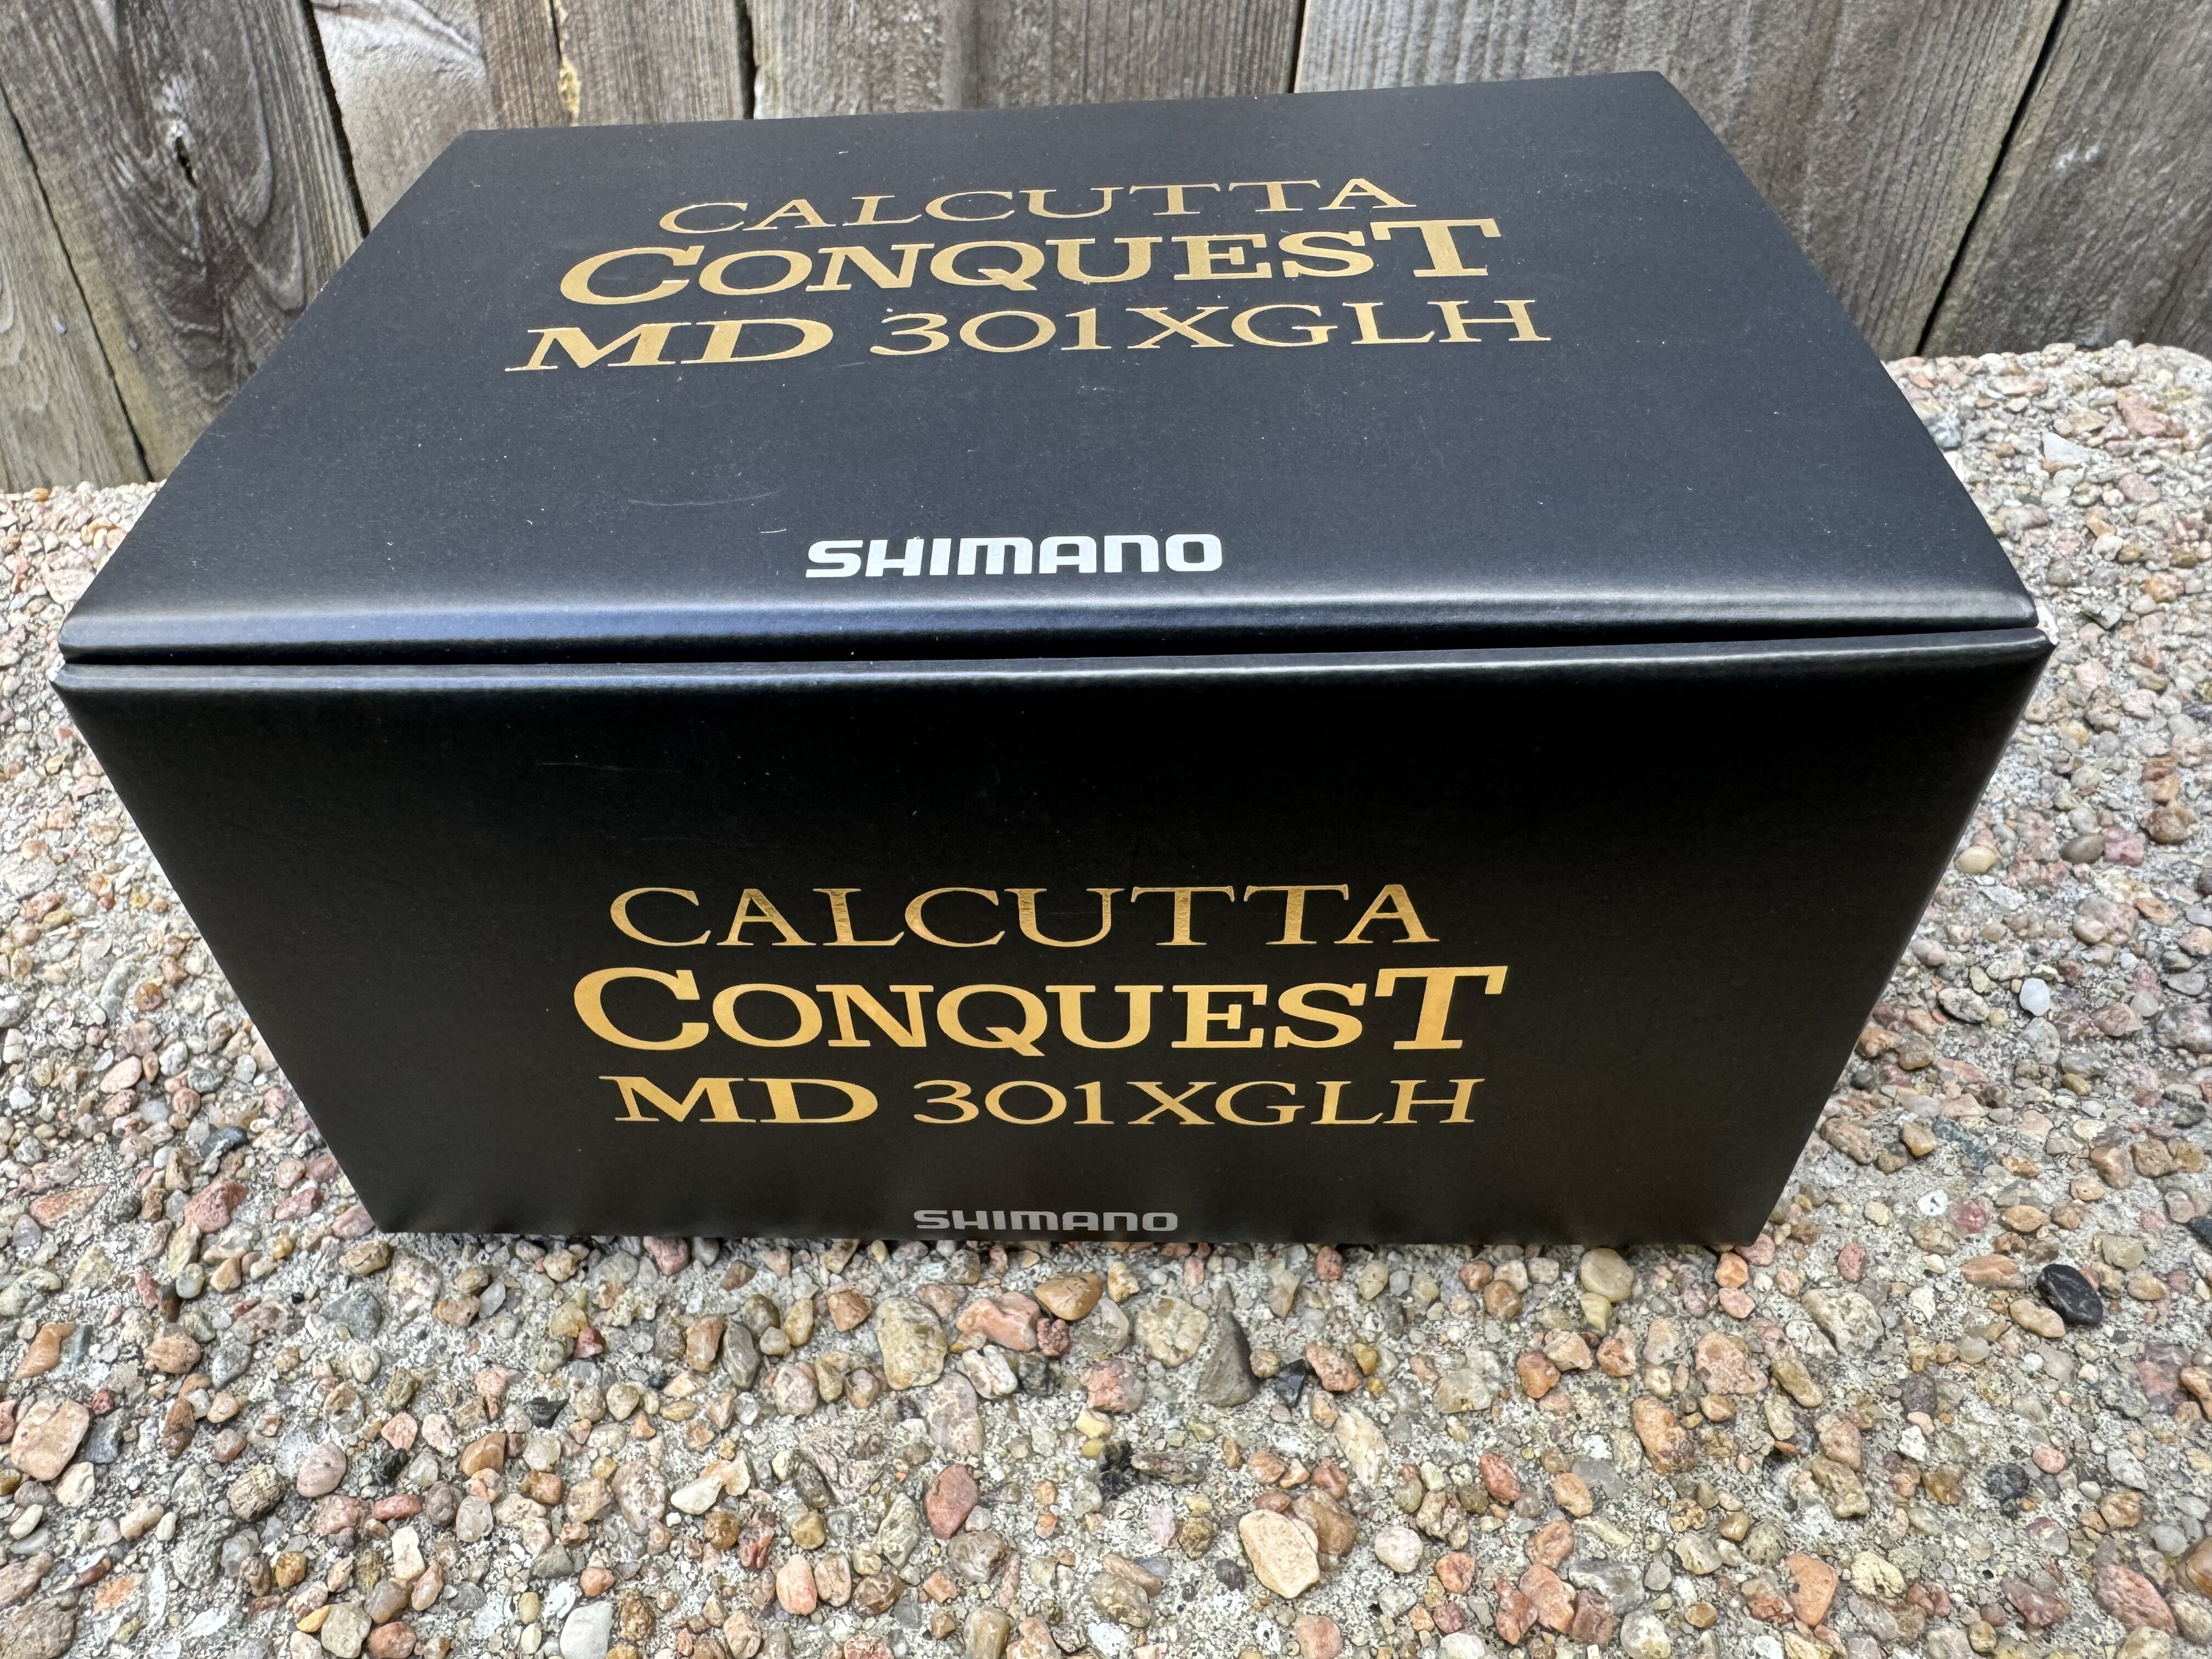 CALCUTTA
CONQUEST
MD 301XGLH
SHIMANO
CALCUTTA
CONQUEST
MD 301XGLH
SHIMANO